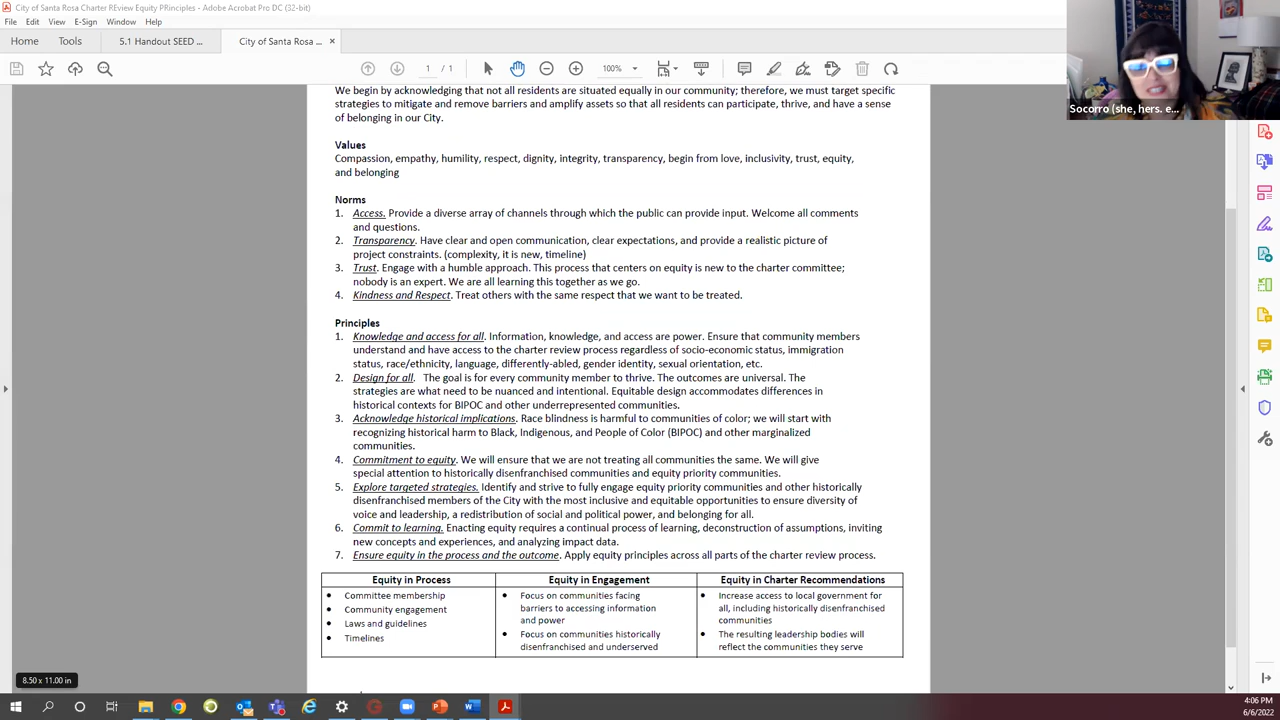 City of Santa Rosa Charter REview Equity PRinciples - Adobe Acrobat Pro DC (32-bit)
File Edit View E-Sign Window Help
Home Tools 5.1 Handout SEED ... City of Santa Rosa ... ×
1 / 1 100%
Socorro (she, hers. e...
We begin by acknowledging that not all residents are situated equally in our community; therefore, we must target specific
strategies to mitigate and remove barriers and amplify assets so that all residents can participate, thrive, and have a sense
of belonging in our City.
Values
Compassion, empathy, humility, respect, dignity, integrity, transparency, begin from love, inclusivity, trust, equity,
and belonging
Norms
1. Access. Provide a diverse array of channels through which the public can provide input. Welcome all comments
and questions.
2. Transparency. Have clear and open communication, clear expectations, and provide a realistic picture of
project constraints. (complexity, it is new, timeline)
3. Trust. Engage with a humble approach. This process that centers on equity is new to the charter committee;
nobody is an expert. We are all learning this together as we go.
4. Kindness and Respect. Treat others with the same respect that we want to be treated.
Principles
1. Knowledge and access for all. Information, knowledge, and access are power. Ensure that community members
understand and have access to the charter review process regardless of socio-economic status, immigration
status, race/ethnicity, language, differently-abled, gender identity, sexual orientation, etc.
2. Design for all. The goal is for every community member to thrive. The outcomes are universal. The
strategies are what need to be nuanced and intentional. Equitable design accommodates differences in
historical contexts for BIPOC and other underrepresented communities.
3. Acknowledge historical implications. Race blindness is harmful to communities of color; we will start with
recognizing historical harm to Black, Indigenous, and People of Color (BIPOC) and other marginalized
communities.
4. Commitment to equity. We will ensure that we are not treating all communities the same. We will give
special attention to historically disenfranchised communities and equity priority communities.
5. Explore targeted strategies. Identify and strive to fully engage equity priority communities and other historically
disenfranchised members of the City with the most inclusive and equitable opportunities to ensure diversity of
voice and leadership, a redistribution of social and political power, and belonging for all.
6. Commit to learning. Enacting equity requires a continual process of learning, deconstruction of assumptions, inviting
new concepts and experiences, and analyzing impact data.
7. Ensure equity in the process and the outcome. Apply equity principles across all parts of the charter review process.
Equity in Process
• Committee membership
• Community engagement
• Laws and guidelines
• Timelines
Equity in Engagement
• Focus on communities facing
barriers to accessing information
and power
• Focus on communities historically
disenfranchised and underserved
Equity in Charter Recommendations
• Increase access to local government for
all, including historically disenfranchised
communities
• The resulting leadership bodies will
reflect the communities they serve
8.50 x 11.00 in
4:06 PM
6/6/2022